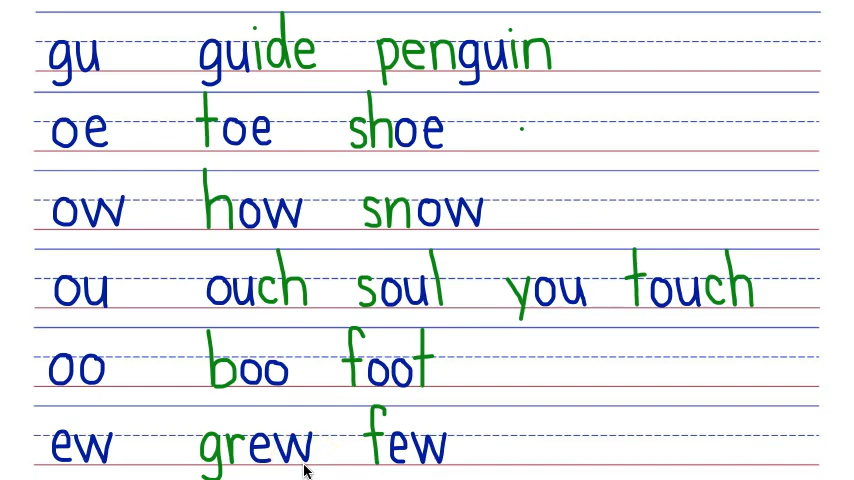 gu guide penguin
oe toe shoe
ow how snow
ou ouch soul you touch
oo boo foot
ew grew few